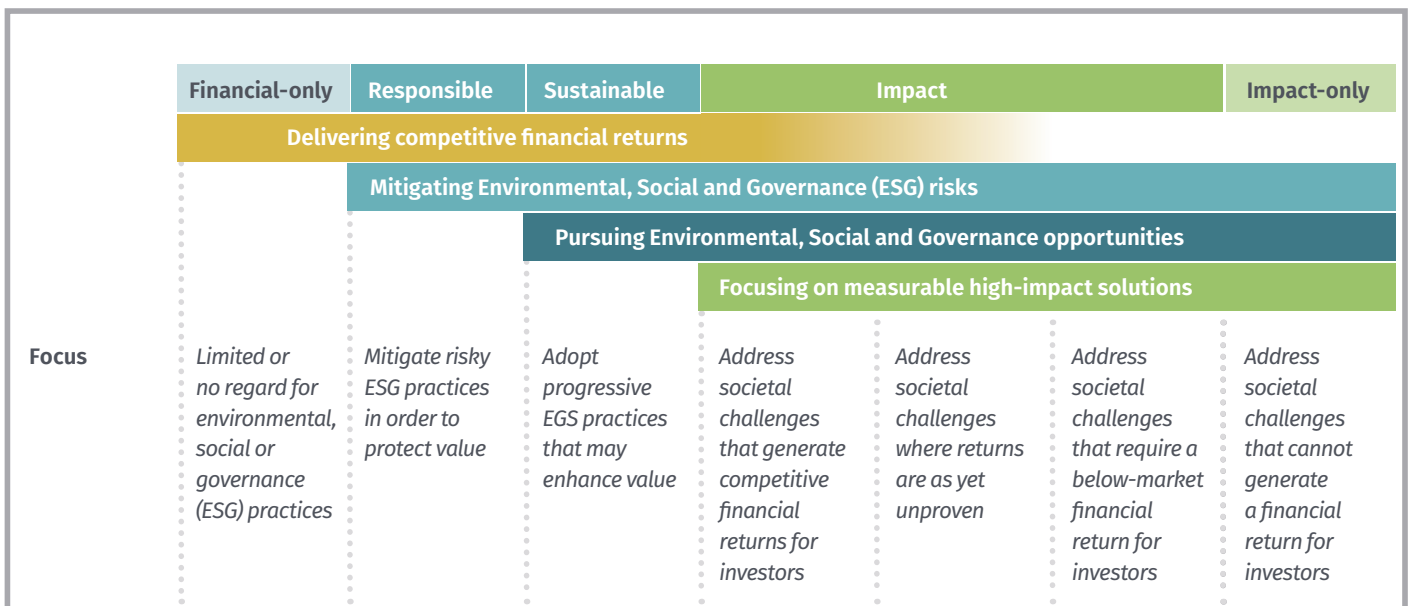 Financial-only
Responsible
Sustainable
Impact
Impact-only
Delivering competitive financial returns
Mitigating Environmental, Social and Governance (ESG) risks
Pursuing Environmental, Social and Governance opportunities
Focusing on measurable high-impact solutions
Focus
Limited or
no regard for
environmental,
social or
governance
(ESG) practices
Mitigate risky
ESG practices
in order to
protect value
Adopt
progressive
EGS practices
that may
enhance value
Address
societal
challenges
that generate
competitive
financial
returns for
investors
Address
societal
challenges
where returns
are as yet
unproven
Address
societal
challenges
that require a
below-market
financial
return for
investors
Address
societal
challenges
that cannot
generate
a financial
return for
investors